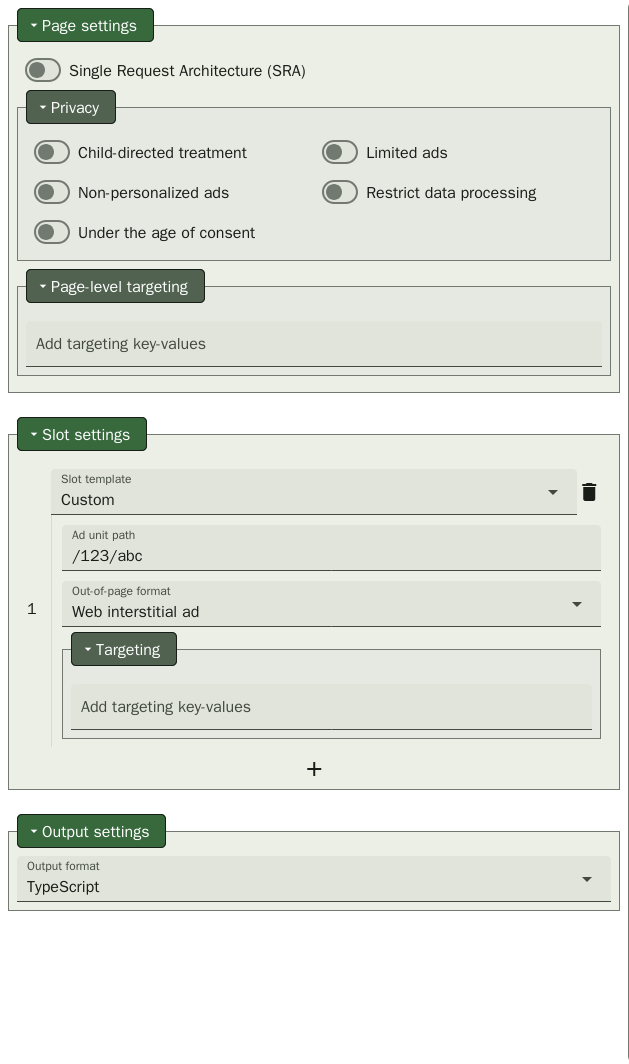 Page settings
Single Request Architecture (SRA)
Privacy
Child-directed treatment
Limited ads
Non-personalized ads
Restrict data processing
Under the age of consent
Page-level targeting
Add targeting key-values
Slot settings
Slot template
Custom
Ad unit path
/123/abc
Out-of-page format
1
Web interstitial ad
Targeting
Add targeting key-values
+
Output settings
Output format
TypeScript